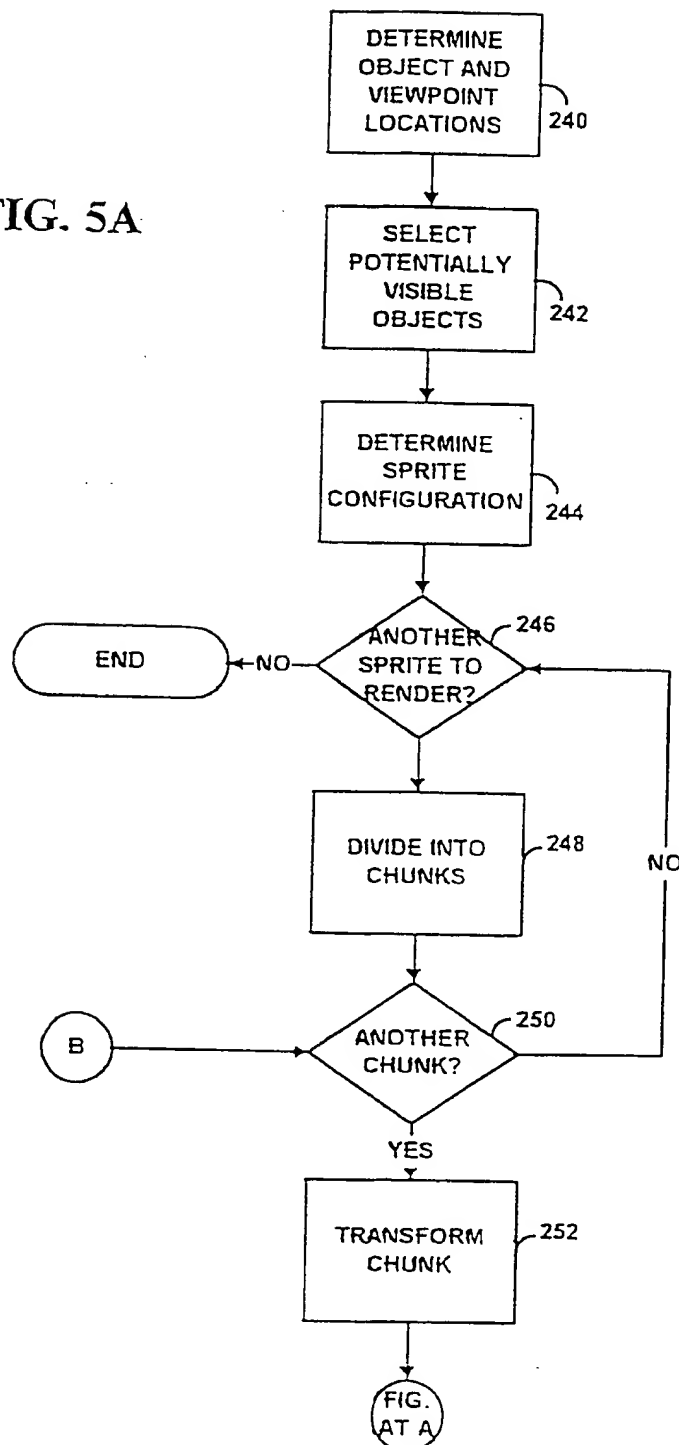 DETERMINE
OBJECT AND
VIEWPOINT
LOCATIONS
240
FIG. 5A
SELECT
POTENTIALLY
VISIBLE
OBJECTS
242
DETERMINE
SPRITE
CONFIGURATION
244
246
ANOTHER
SPRITE TO
RENDER?
NO
END
248
DIVIDE INTO
CHUNKS
NO
250
B
ANOTHER
CHUNK?
YES
252
TRANSFORM
CHUNK
FIG.
AT A